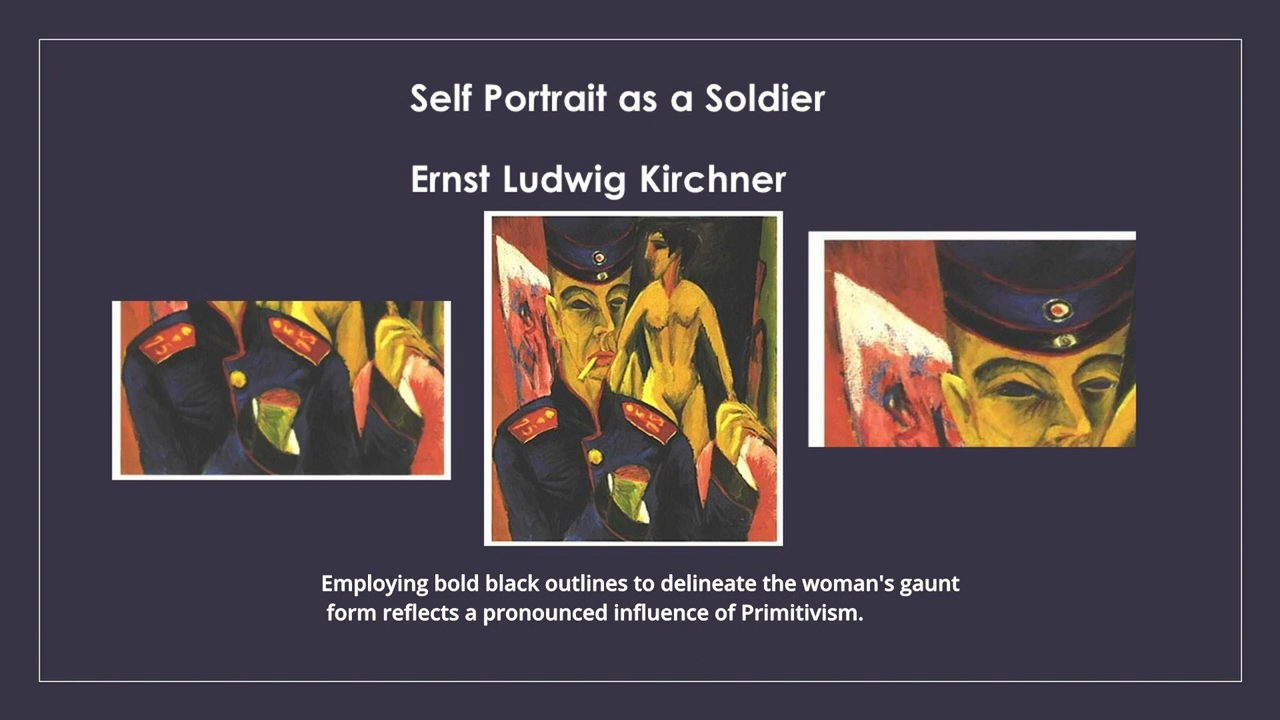 Self Portrait as a Soldier
Ernst Ludwig Kirchner
75
Employing bold black outlines to delineate the woman's gaunt
form reflects a pronounced influence of Primitivism.